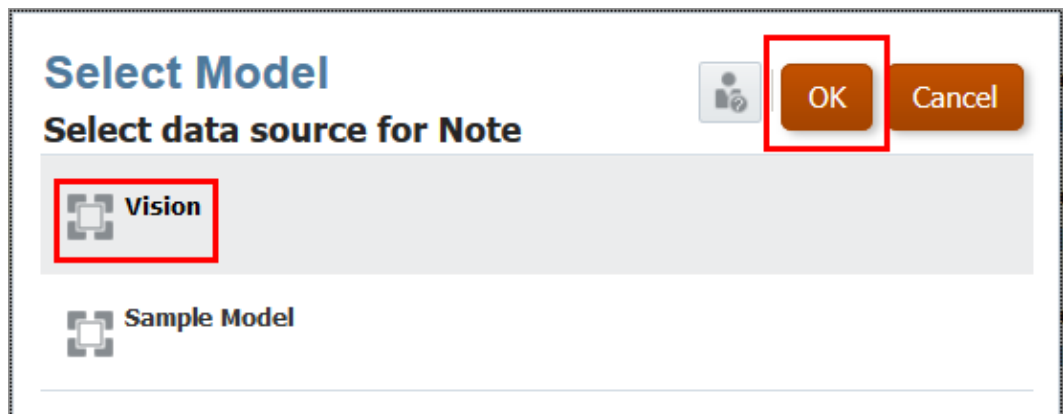 Select Model
OK
Cancel
Select data source for Note
Vision
Sample Model